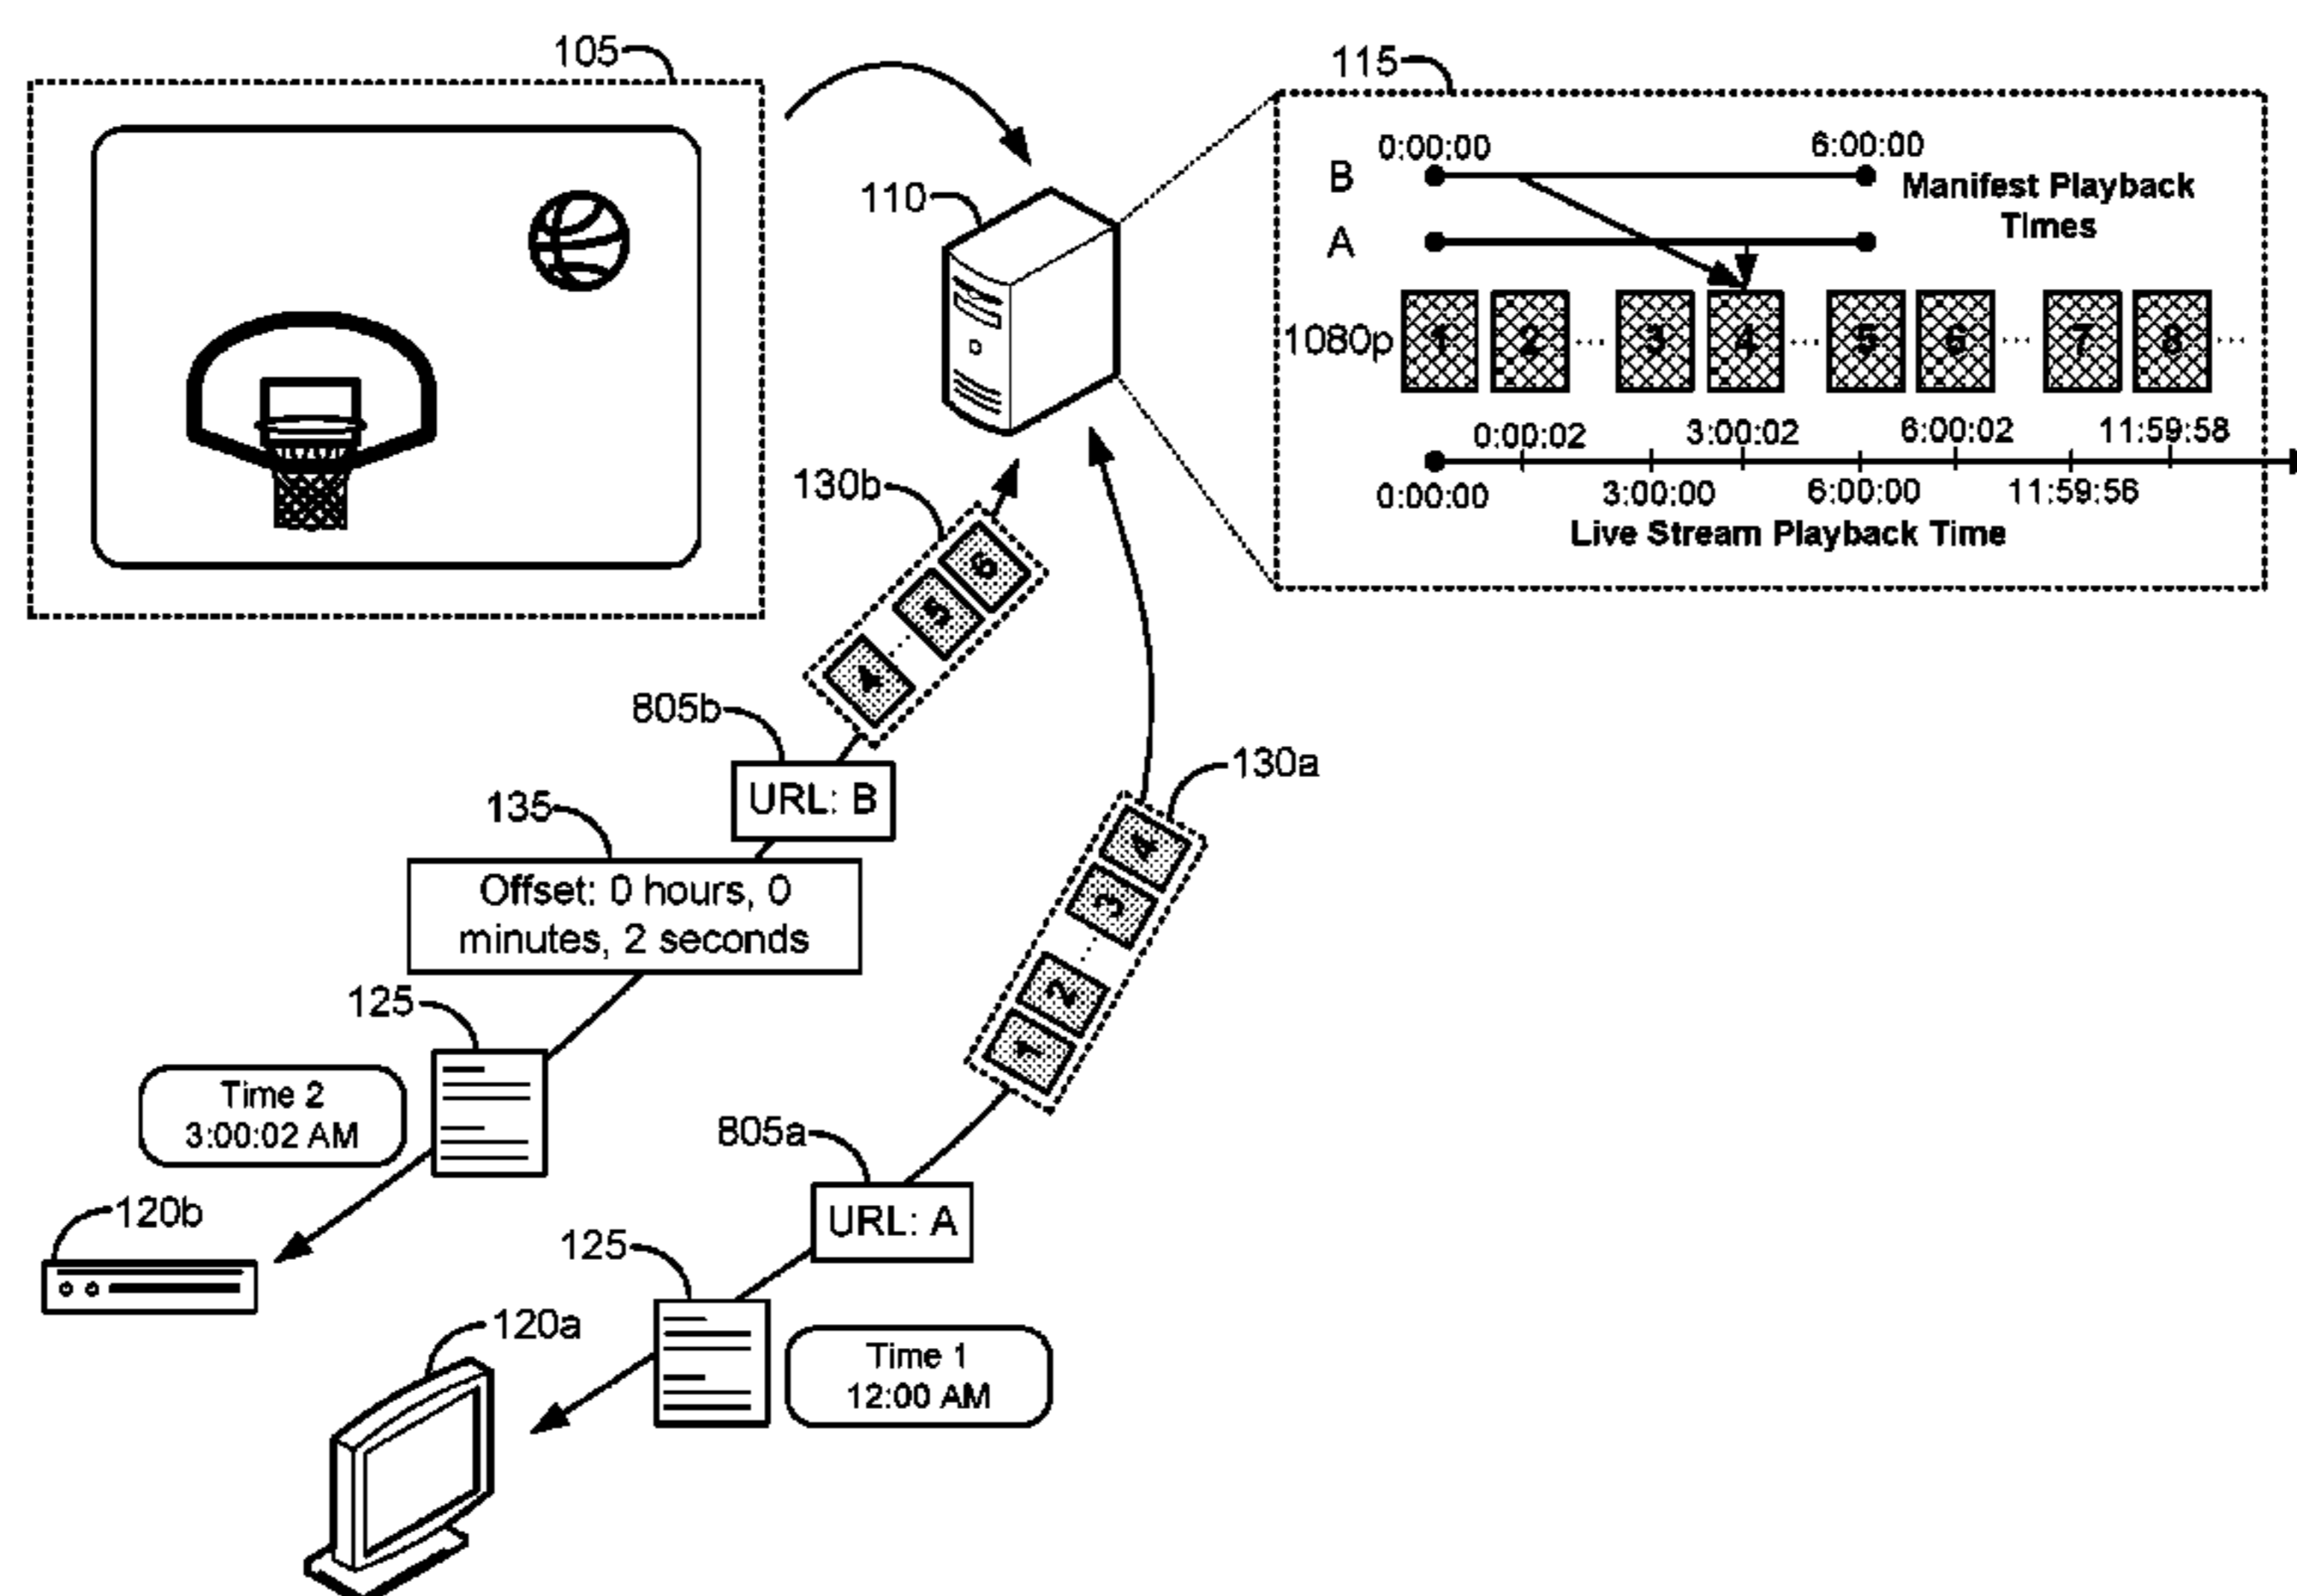 105
115
0:00:00
6:00:00
B
Manifest Playback
Times
110
A
1080p
1 2 ... 3 4 ... 5 6 ... 7 8 ...
0:00:02
3:00:02
6:00:02
11:59:58
130b
0:00:00
3:00:00
6:00:00
11:59:56
Live Stream Playback Time
6
5
4
805b
130a
URL: B
135
4
Offset: 0 hours, 0
minutes, 2 seconds
3
125
2
1
Time 2
3:00:02 AM
805a
120b
URL: A
125
120a
Time 1
12:00 AM